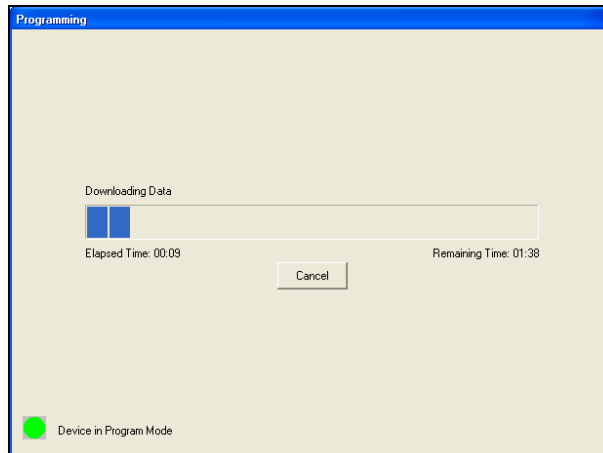 Programming
Downloading Data
Elapsed Time: 00:09
Remaining Time: 01:38
Cancel
Device in Program Mode